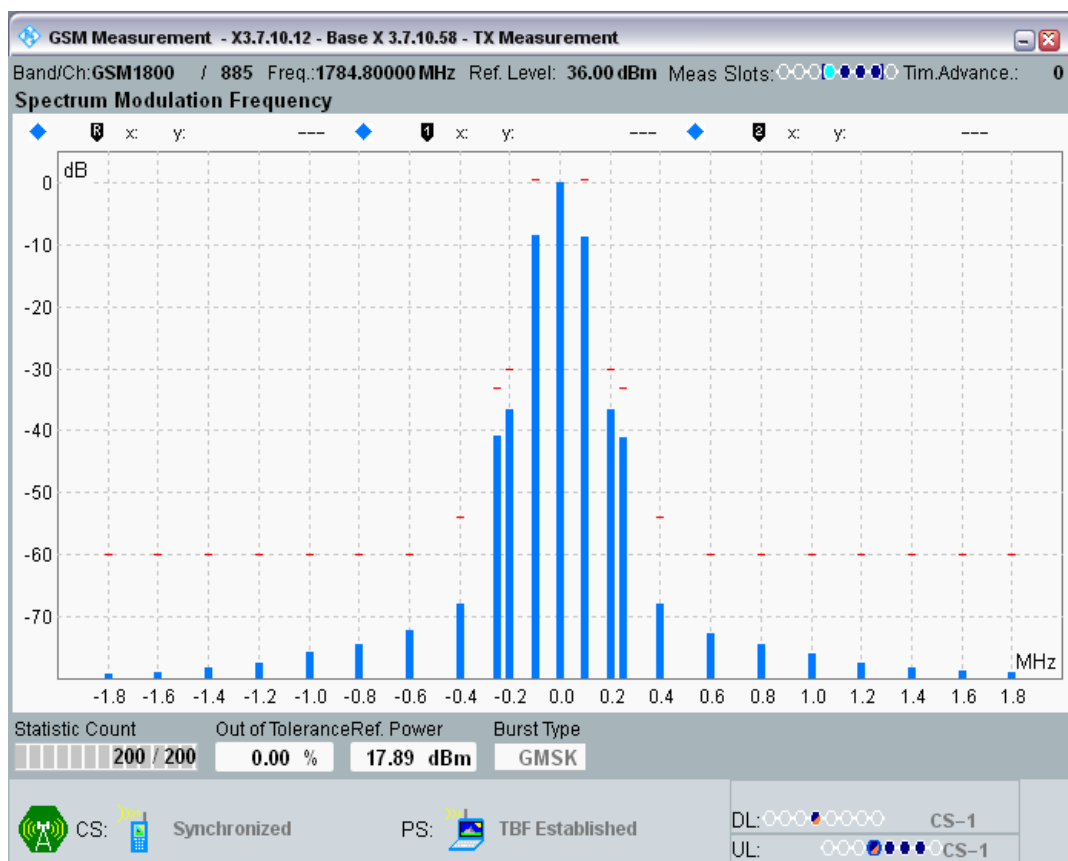 GSM Measurement - X3.7.10.12 - Base X 3.7.10.58 - TX Measurement
Band/Ch:GSM1800 / 885 Freq.:1784.80000 MHz Ref. Level: 36.00 dBm Meas Slots: Tim.Advance.: 0
Spectrum Modulation Frequency
R x: y: --- 1 x: y: --- 2 x: y: ---
dB
0
-10
-20
-30
-40
-50
-60
-70
MHz
-1.8 -1.6 -1.4 -1.2 -1.0 -0.8 -0.6 -0.4 -0.2 0.0 0.2 0.4 0.6 0.8 1.0 1.2 1.4 1.6 1.8
Statistic Count Out of Tolerance Ref. Power Burst Type
200 / 200 0.00 % 17.89 dBm GMSK
CS: Synchronized PS: TBF Established
DL: CS-1
UL: CS-1